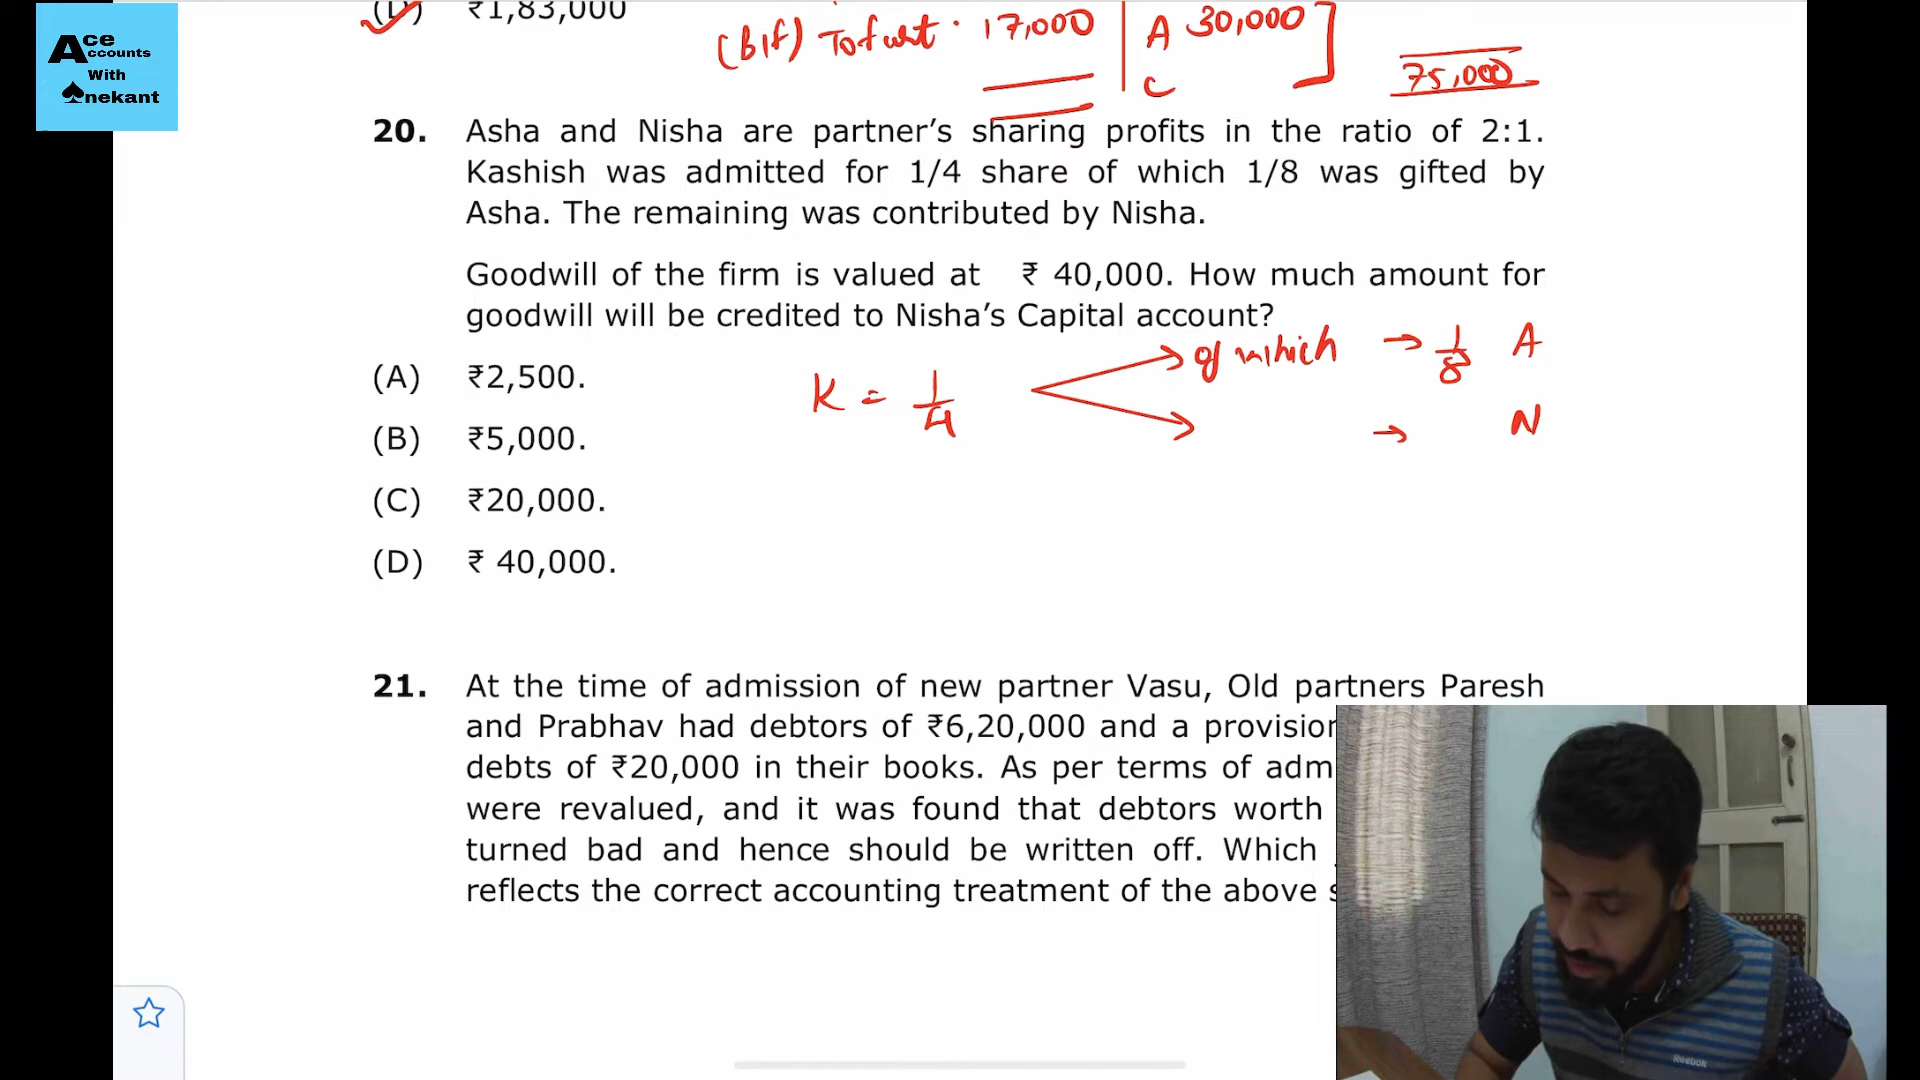 (D) ₹1,83,000
(B/f) To furt. 17,000
A 30,000
C
75,000
Ace
Accounts
With
Anekant
20. Asha and Nisha are partner’s sharing profits in the ratio of 2:1.
Kashish was admitted for 1/4 share of which 1/8 was gifted by
Asha. The remaining was contributed by Nisha.
Goodwill of the firm is valued at ₹ 40,000. How much amount for
goodwill will be credited to Nisha’s Capital account?
of which → 1/8 A
K = 1/4
→ N
(A) ₹2,500.
(B) ₹5,000.
(C) ₹20,000.
(D) ₹ 40,000.
21. At the time of admission of new partner Vasu, Old partners Paresh
and Prabhav had debtors of ₹6,20,000 and a provision
debts of ₹20,000 in their books. As per terms of adm
were revalued, and it was found that debtors worth
turned bad and hence should be written off. Which
reflects the correct accounting treatment of the above s
Reebok